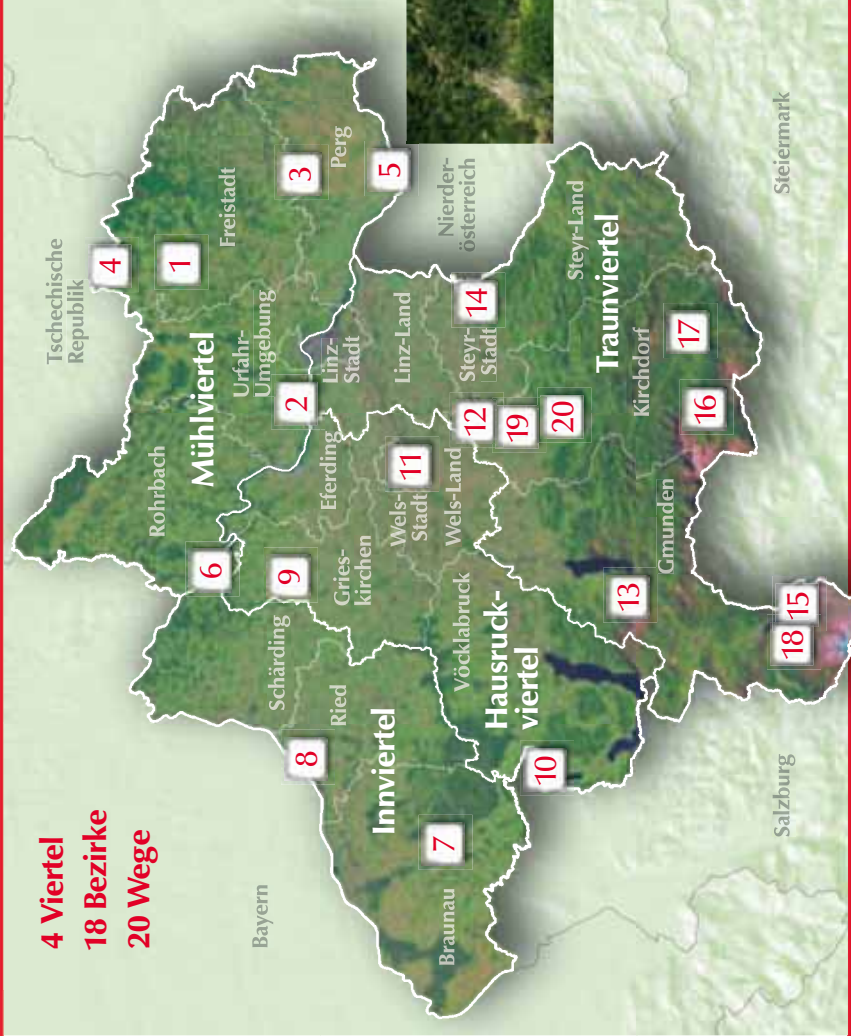 4 Viertel
18 Bezirke
20 Wege
Tschechische
Republik
Bayern
Nierder-
österreich
Steiermark
Salzburg
Mühlviertel
Rohrbach
Urfahr-
Umgebung
Freistadt
Perg
Innviertel
Schärding
Ried
Braunau
Hausruck-
viertel
Gries-
kirchen
Eferding
Wels-
Stadt
Wels-Land
Vöcklabruck
Traunviertel
Linz-
Stadt
Linz-Land
Steyr-
Stadt
Steyr-Land
Kirchdorf
Gmunden
1
2
3
4
5
6
7
8
9
10
11
12
13
14
15
16
17
18
19
20